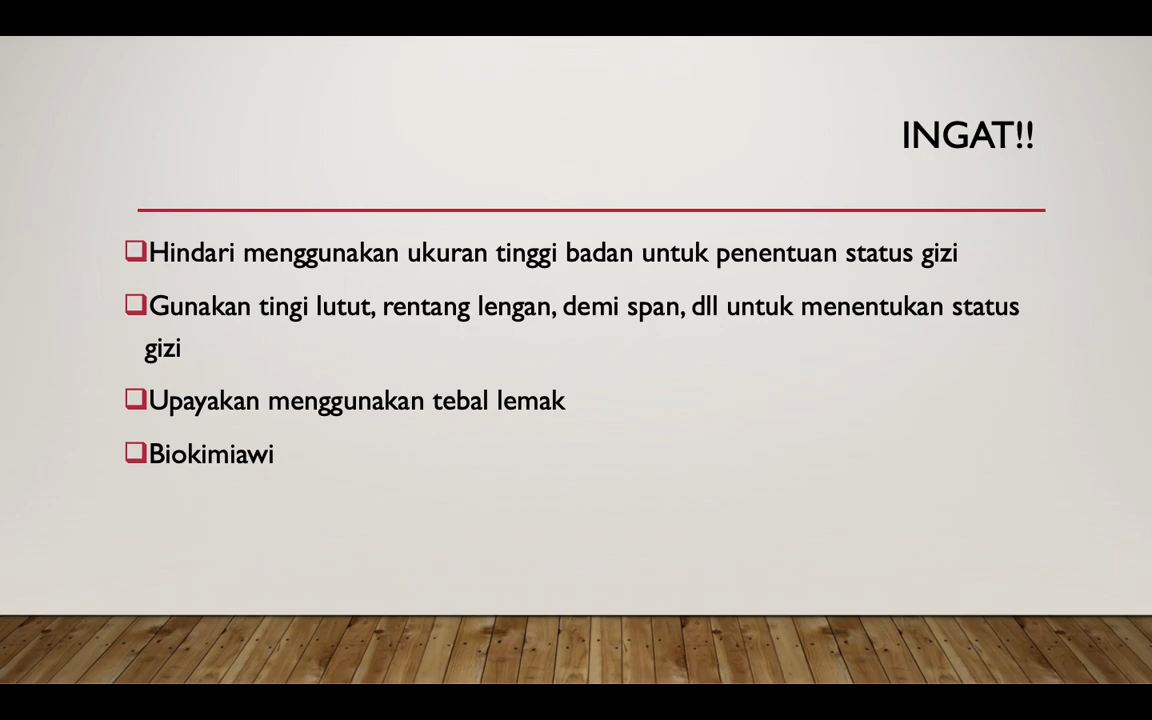 INGAT!!
Hindari menggunakan ukuran tinggi badan untuk penentuan status gizi
Gunakan tingi lutut, rentang lengan, demi span, dll untuk menentukan status
gizi
Upayakan menggunakan tebal lemak
Biokimiawi